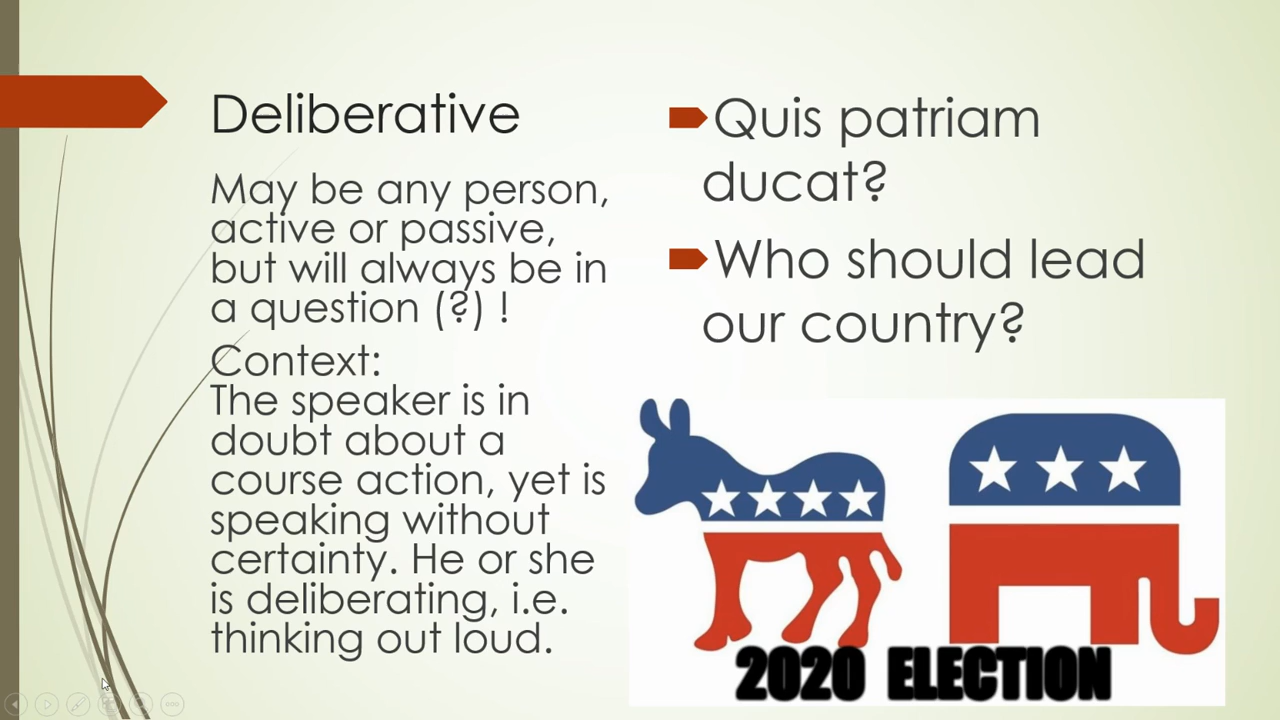 Deliberative
May be any person,
active or passive,
but will always be in
a question (?) !
Context:
The speaker is in
doubt about a
course action, yet is
speaking without
certainty. He or she
is deliberating, i.e.
thinking out loud.
Quis patriam
ducat?
Who should lead
our country?
2020 ELECTION